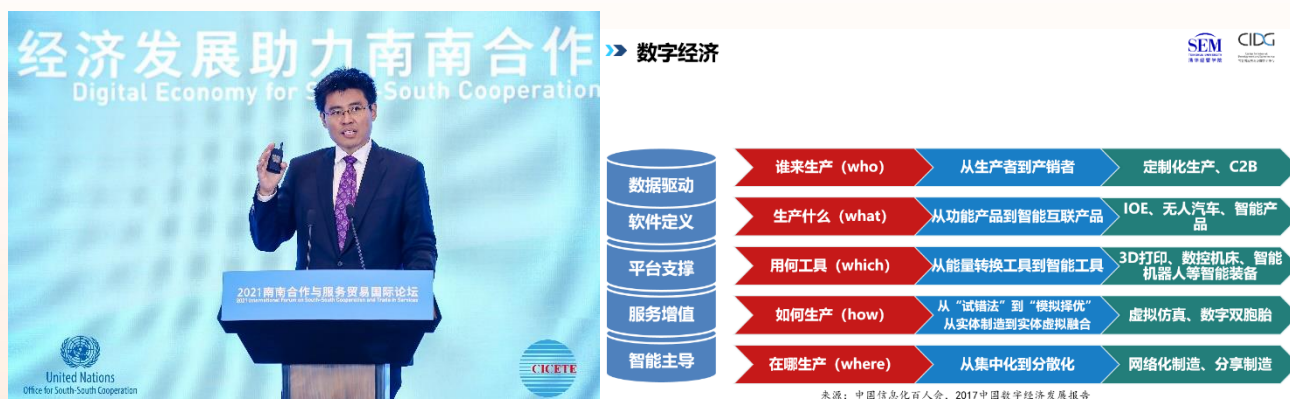 经济发展助力南南合作
Digital Economy for S South Cooperation
2021南南合作与服务贸易国际论坛
2021 International Forum on South-South Cooperation and Trade in Services
United Nations
Office for South-South Cooperation
CICETE
数字经济
SEM
清华经管学院
CIDG
数据驱动
软件定义
平台支撑
服务增值
智能主导
谁来生产（who）
从生产者到产销者
定制化生产、C2B
生产什么（what）
从功能产品到智能互联产品
IOE、无人汽车、智能产
品
用何工具（which）
从能量转换工具到智能工具
3D打印、数控机床、智能
机器人等智能装备
如何生产（how）
从“试错法”到“模拟择优”
从实体制造到实体虚拟融合
虚拟仿真、数字双胞胎
在哪生产（where）
从集中化到分散化
网络化制造、分享制造
来源：中国信息化百人会，2017中国数字经济发展报告